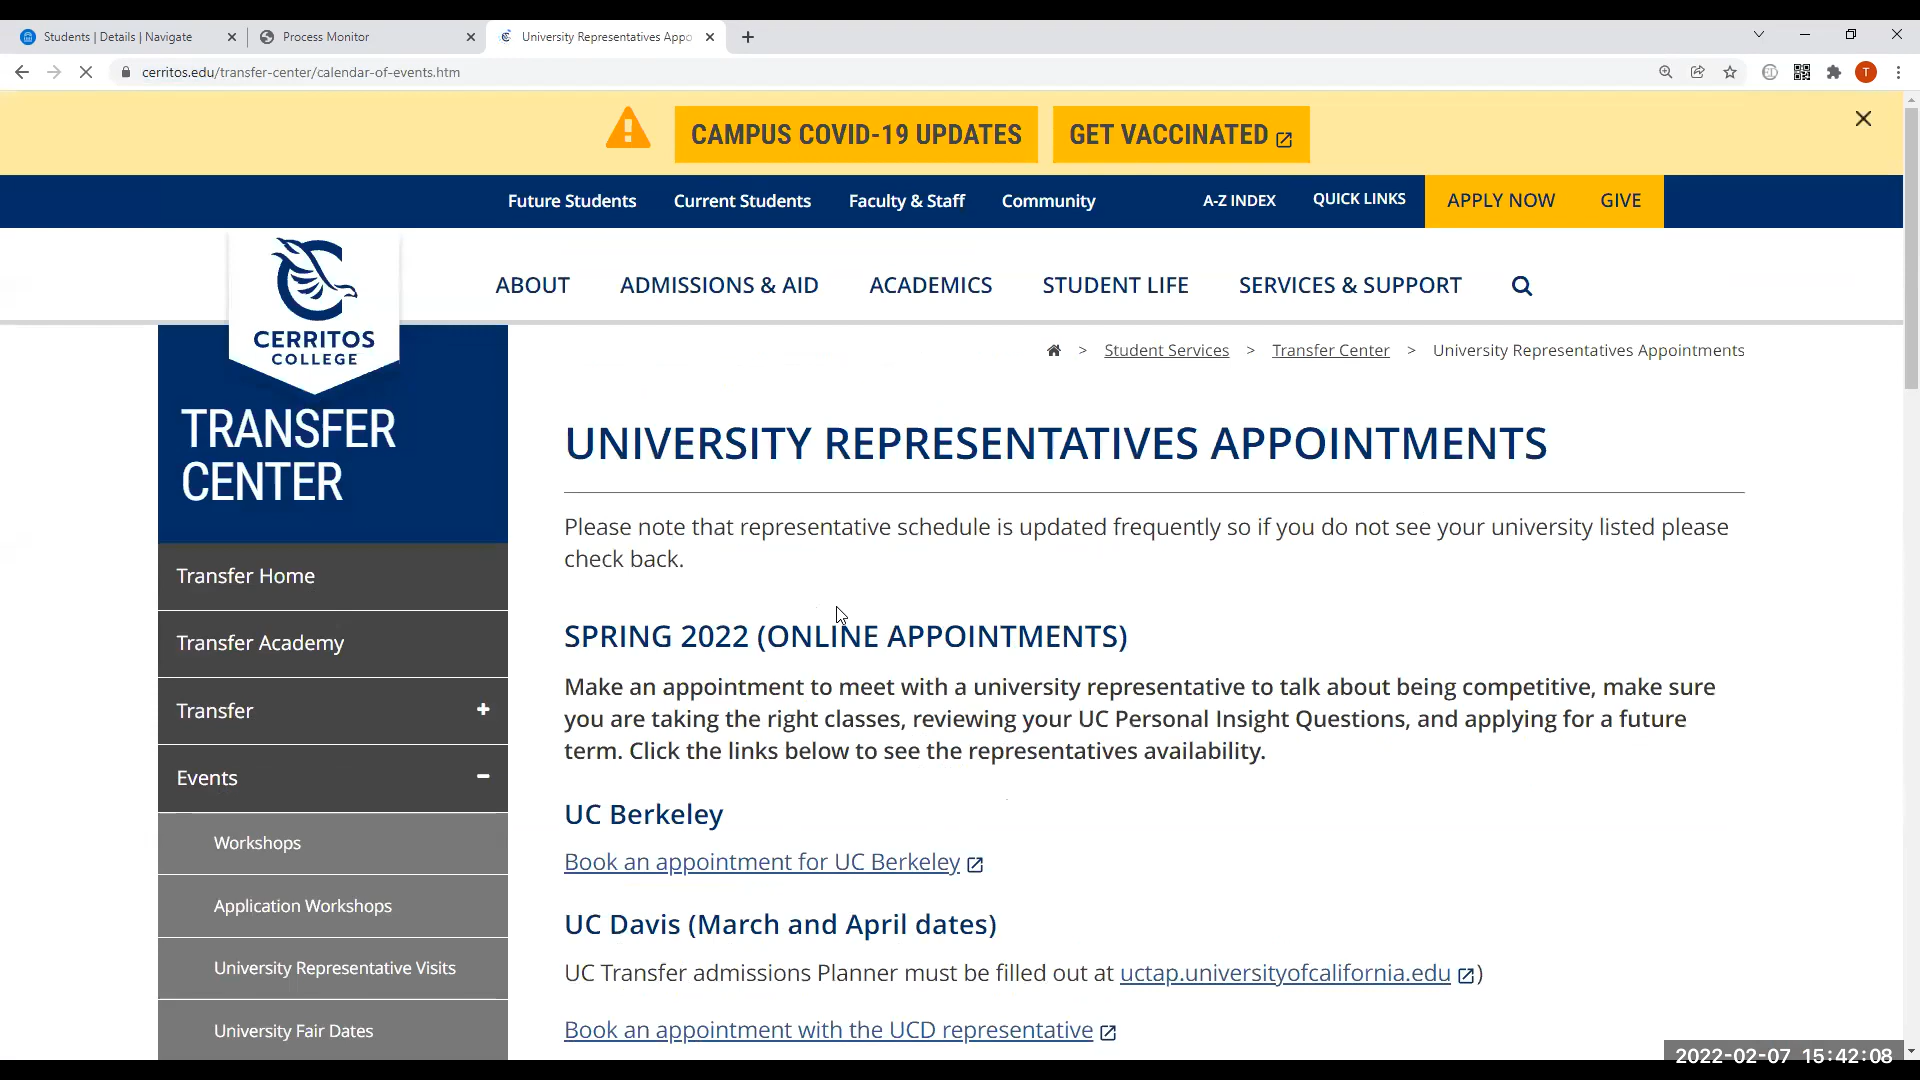 Students | Details | Navigate
Process Monitor
University Representatives Appo
cerritos.edu/transfer-center/calendar-of-events.htm
T
CAMPUS COVID-19 UPDATES
GET VACCINATED
Future Students
Current Students
Faculty & Staff
Community
A-Z INDEX
QUICK LINKS
APPLY NOW
GIVE
CERRITOS
COLLEGE
ABOUT
ADMISSIONS & AID
ACADEMICS
STUDENT LIFE
SERVICES & SUPPORT
> Student Services > Transfer Center > University Representatives Appointments
TRANSFER
CENTER
Transfer Home
Transfer Academy
Transfer +
Events −
Workshops
Application Workshops
University Representative Visits
University Fair Dates
UNIVERSITY REPRESENTATIVES APPOINTMENTS
Please note that representative schedule is updated frequently so if you do not see your university listed please
check back.
SPRING 2022 (ONLINE APPOINTMENTS)
Make an appointment to meet with a university representative to talk about being competitive, make sure
you are taking the right classes, reviewing your UC Personal Insight Questions, and applying for a future
term. Click the links below to see the representatives availability.
UC Berkeley
Book an appointment for UC Berkeley
UC Davis (March and April dates)
UC Transfer admissions Planner must be filled out at uctap.universityofcalifornia.edu )
Book an appointment with the UCD representative
2022-02-07 15:42:08